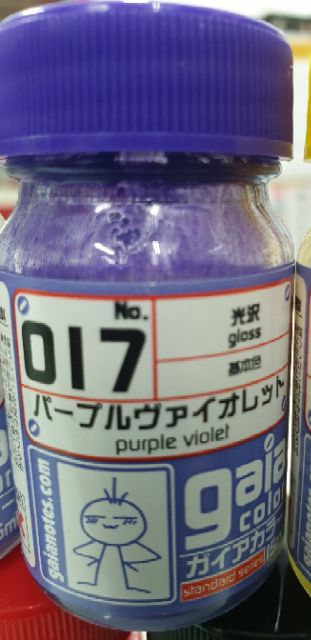 No.
017
光沢
gloss
基本色
パープルヴァイオレット
purple violet
gaianotes.com
gaia
color
ガイアカラー
standard series